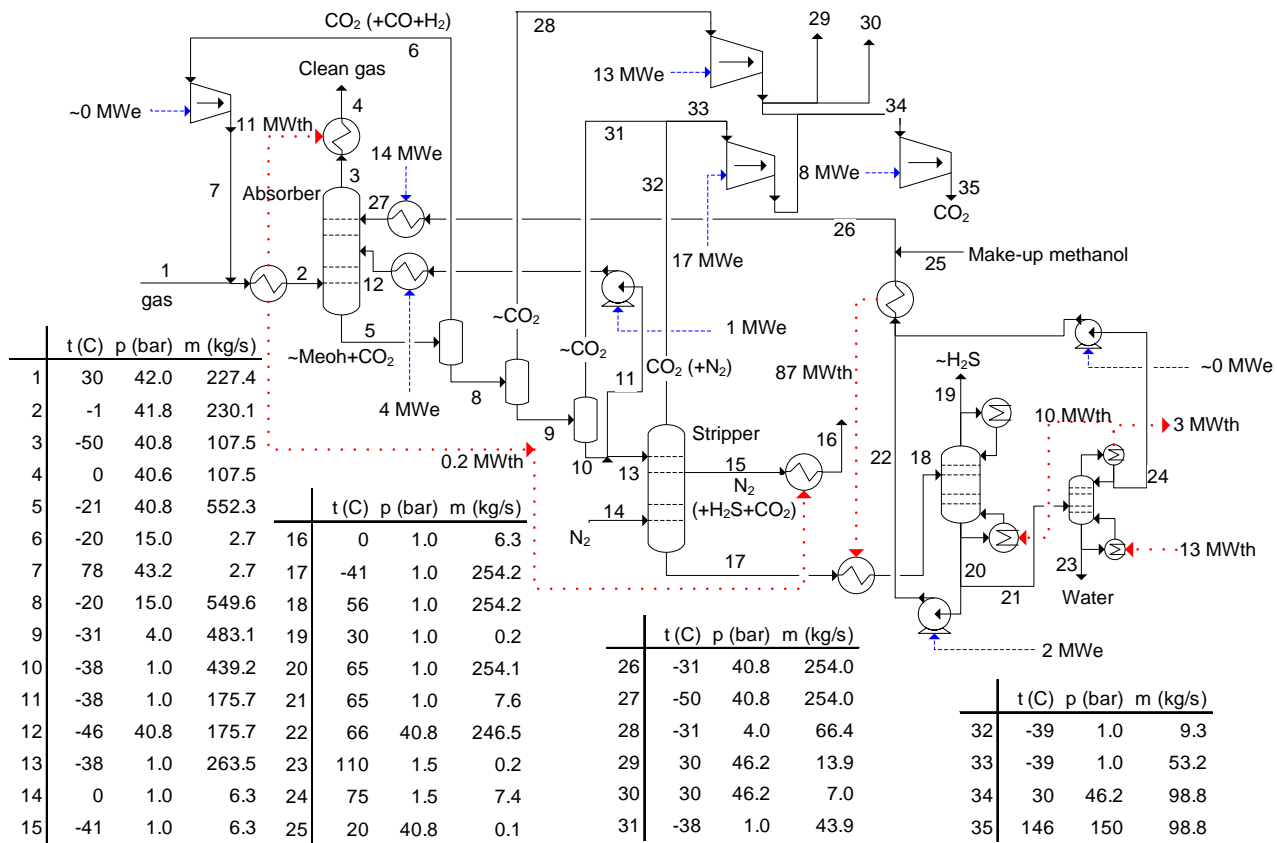 CO2 (+CO+H2)
28
29
30
6
Clean gas
13 MWe
~0 MWe
4
11 MWth
33
34
31
14 MWe
8 MWe
3
32
35
7
Absorber
27
CO2
26
17 MWe
Make-up methanol
25
1
2
12
gas
~CO2
1 MWe
5
~Meoh+CO2
~CO2
~H2S
11
CO2 (+N2)
87 MWth
~0 MWe
8
19
4 MWe
10 MWth
3 MWth
9
Stripper
16
0.2 MWth
10
13
15
22
18
24
N2
14
(+H2S+CO2)
N2
13 MWth
17
20
23
21
Water
2 MWe
t (C) p (bar) m (kg/s)
1 30 42.0 227.4
2 -1 41.8 230.1
3 -50 40.8 107.5
4 0 40.6 107.5
5 -21 40.8 552.3
6 -20 15.0 2.7
7 78 43.2 2.7
8 -20 15.0 549.6
9 -31 4.0 483.1
10 -38 1.0 439.2
11 -38 1.0 175.7
12 -46 40.8 175.7
13 -38 1.0 263.5
14 0 1.0 6.3
15 -41 1.0 6.3
t (C) p (bar) m (kg/s)
16 0 1.0 6.3
17 -41 1.0 254.2
18 56 1.0 254.2
19 30 1.0 0.2
20 65 1.0 254.1
21 65 1.0 7.6
22 66 40.8 246.5
23 110 1.5 0.2
24 75 1.5 7.4
25 20 40.8 0.1
t (C) p (bar) m (kg/s)
26 -31 40.8 254.0
27 -50 40.8 254.0
28 -31 4.0 66.4
29 30 46.2 13.9
30 30 46.2 7.0
31 -38 1.0 43.9
t (C) p (bar) m (kg/s)
32 -39 1.0 9.3
33 -39 1.0 53.2
34 30 46.2 98.8
35 146 150 98.8